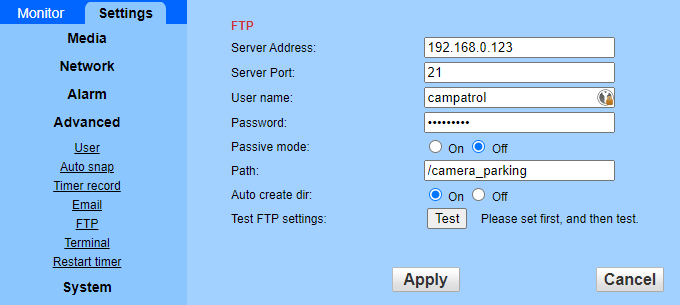 Monitor Settings
Media
Network
Alarm
Advanced
User
Auto snap
Timer record
Email
FTP
Terminal
Restart timer
System
FTP
Server Address: 192.168.0.123
Server Port: 21
User name: campatrol
Password: •••••••••
Passive mode: On Off
Path: /camera_parking
Auto create dir: On Off
Test FTP settings: Test Please set first, and then test.
Apply Cancel